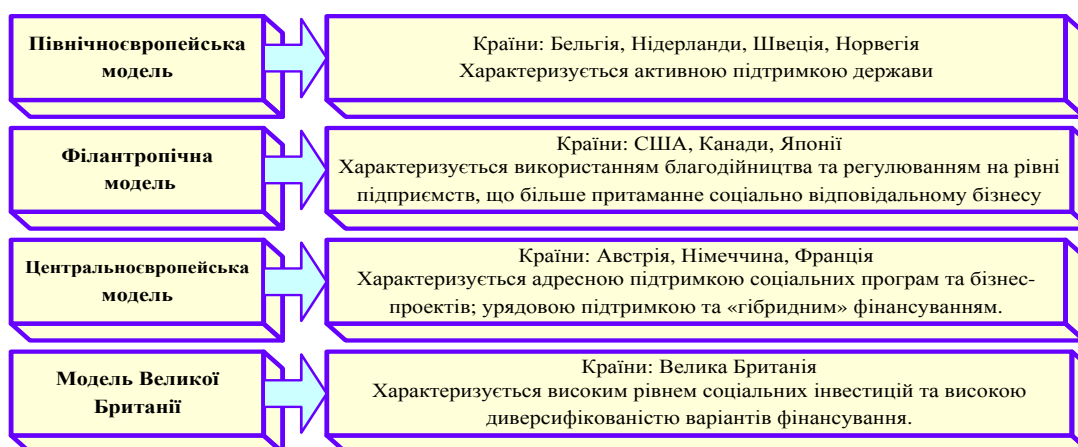 Північноєвропейська
модель
Країни: Бельгія, Нідерланди, Швеція, Норвегія
Характеризується активною підтримкою держави
Філантропічна
модель
Країни: США, Канади, Японії
Характеризується використанням благодійництва та регулюванням на рівні
підприємств, що більше притаманне соціально відповідальному бізнесу
Центральноєвропейська
модель
Країни: Австрія, Німеччина, Франція
Характеризується адресною підтримкою соціальних програм та бізнес-
проектів; урядовою підтримкою та «гібридним» фінансуванням.
Модель Великої
Британії
Країни: Велика Британія
Характеризується високим рівнем соціальних інвестицій та високою
диверсифікованістю варіантів фінансування.